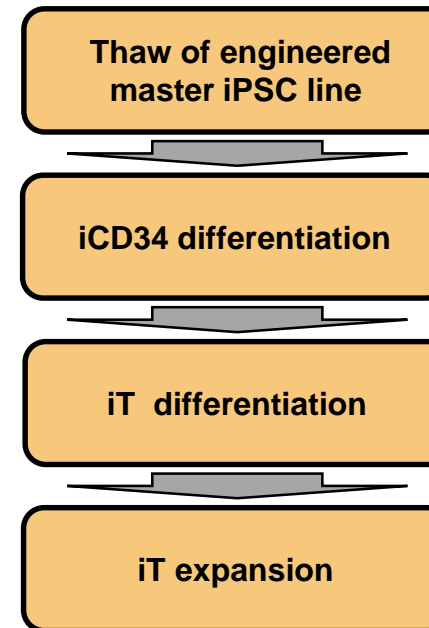 Thaw of engineered
master iPSC line
iCD34 differentiation
iT differentiation
iT expansion